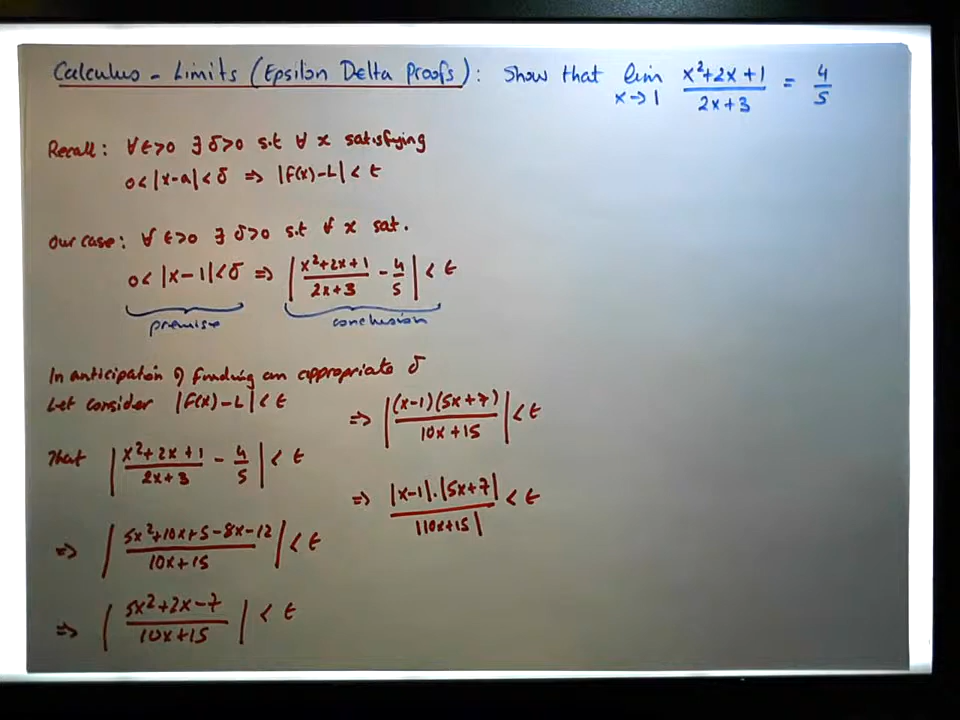 Calculus - Limits (Epsilon Delta Proofs): Show that lim x→1 (x²+2x+1)/(2x+3) = 4/5
Recall: ∀ ε>0 ∃ δ>0 s.t ∀ x satisfying
0<|x-a|<δ ⇒ |f(x)-L|<ε
Our case: ∀ ε>0 ∃ δ>0 s.t ∀ x sat.
0<|x-1|<δ ⇒ |(x²+2x+1)/(2x+3) - 4/5|<ε
premise conclusion
In anticipation of finding an appropriate δ
Let consider |f(x)-L|<ε
That |(x²+2x+1)/(2x+3) - 4/5|<ε
⇒ |(5x²+10x+5-8x-12)/(10x+15)|<ε
⇒ |(5x²+2x-7)/(10x+15)|<ε
⇒ |(x-1)(5x+7)/(10x+15)|<ε
⇒ |x-1|.|5x+7|/|10x+15|<ε